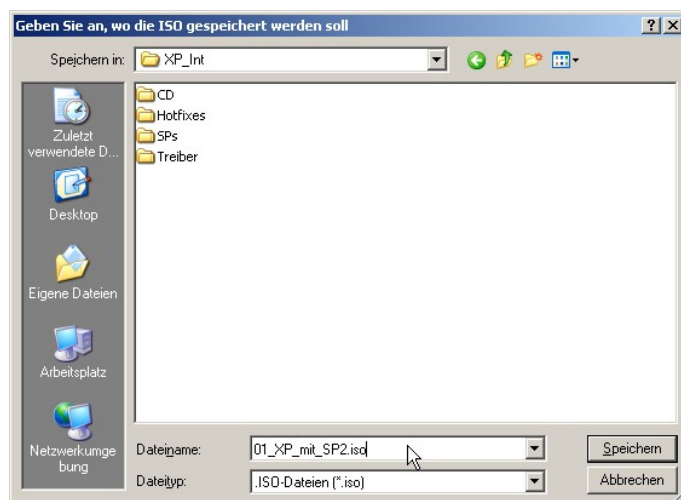 Geben Sie an, wo die ISO gespeichert werden soll
Speichern in:
XP_Int
CD
Hotfixes
SPs
Treiber
Zuletzt
verwendete D...
Desktop
Eigene Dateien
Arbeitsplatz
Netzwerkumge
bung
Dateiname:
01_XP_mit_SP2.iso
Speichern
Dateityp:
.ISO-Dateien (*.iso)
Abbrechen